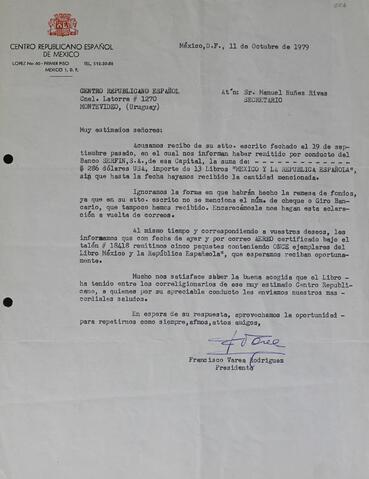 CENTRO REPUBLICANO ESPAÑOL
DE MEXICO
LOPEZ No. 60 - PRIMER PISO TEL. 512-30-86
MEXICO 1, D. F.
México,D.F., 11 de Octubre de 1979
CENTRO REPUBLICANO ESPAÑOL
Cnel. Latorre # 1270
MONTEVIDEO, (Uruguay)
At'n: Sr. Manuel Nuñez Rivas
SECRETARIO
Muy estimados señores:
Acusamos recibo de su atto. escrito fechado el 19 de sep-
tiembre pasado, en el cual nos informan haber remitido por conducto del
Banco SERFIN,S.A.,de esa Capital, la suma de: - - - - - - - - - - - - - -
$ 286 dólares USA, importe de 13 Libros "MEXICO Y LA REPUBLICA ESPAÑOLA",
sin que hasta la fecha hayamos recibido la cantidad mencionada.
Ignoramos la forma en que habrán hecho la remesa de fondos,
ya que en su atto. escrito no se menciona el núm. de cheque o Giro Ban-
cario, que tampoco hemos recibido. Encarecámosle nos hagan esta aclara-
ción a vuelta de correos.
Al mismo tiempo y correspondiendo a vuestros deseos, les
informamos que con fecha de ayer y por correo AEREO certificado bajo el
talón # 18418 remitimos cinco paquetes conteniendo ONCE ejemplares del
Libro México y la República Española", que esperamos reciban oportuna-
mente.
Mucho nos satisface saber la buena acogida que el Libro -
ha tenido entre los correligionarios de ese muy estimado Centro Republi-
cano, a quienes por su apreciable conducto les enviamos nuestros mas -
cordiales saludos.
En espera de su respuesta, aprovechamos la oportunidad -
para repetirnos como siempre,afmos,attos amigos,
Francisco Varea Rodriguez
Presidente